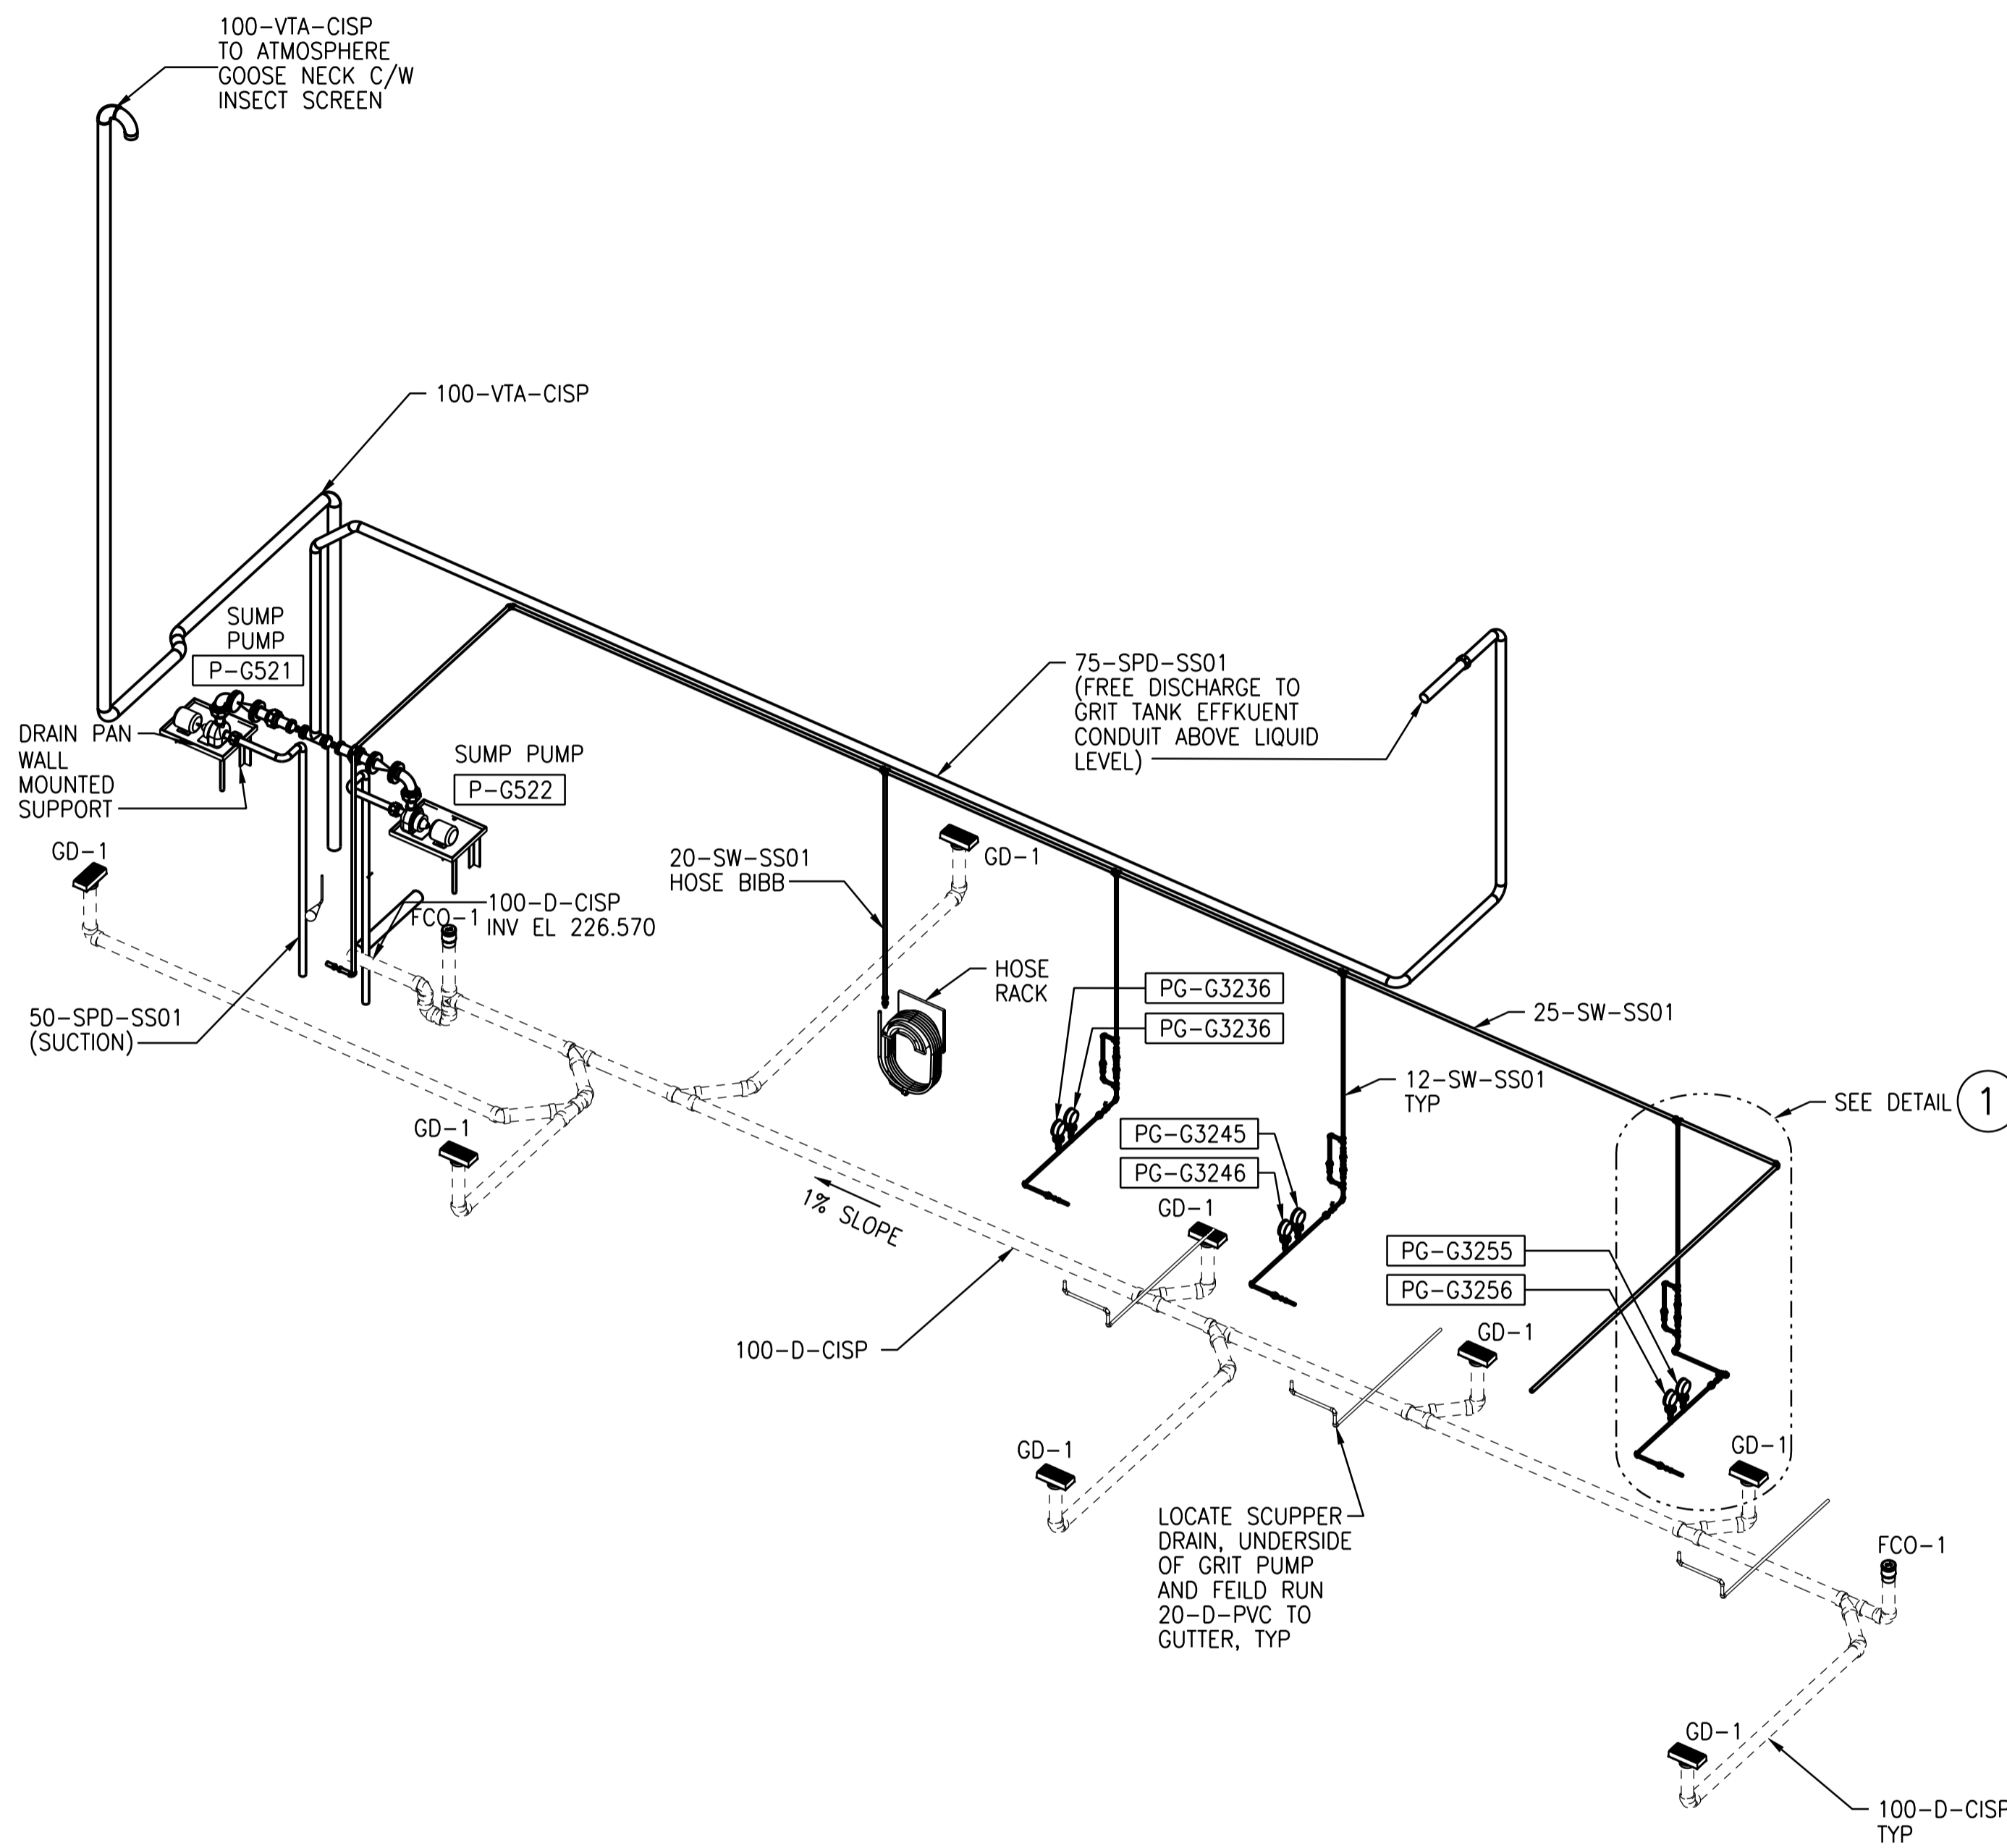 100-VTA-CISP
TO ATMOSPHERE
GOOSE NECK C/W
INSECT SCREEN
100-VTA-CISP
SUMP
PUMP
P-G521
DRAIN PAN
WALL
MOUNTED
SUPPORT
SUMP PUMP
P-G522
75-SPD-SS01
(FREE DISCHARGE TO
GRIT TANK EFFKUENT
CONDUIT ABOVE LIQUID
LEVEL)
GD-1
20-SW-SS01
HOSE BIBB
GD-1
100-D-CISP
INV EL 226.570
FCO-1
HOSE
RACK
PG-G3236
PG-G3236
50-SPD-SS01
(SUCTION)
25-SW-SS01
12-SW-SS01
TYP
SEE DETAIL 1
GD-1
PG-G3245
PG-G3246
1% SLOPE
GD-1
PG-G3255
PG-G3256
100-D-CISP
GD-1
GD-1
GD-1
LOCATE SCUPPER
DRAIN, UNDERSIDE
OF GRIT PUMP
AND FEILD RUN
20-D-PVC TO
GUTTER, TYP
FCO-1
GD-1
100-D-CISP
TYP